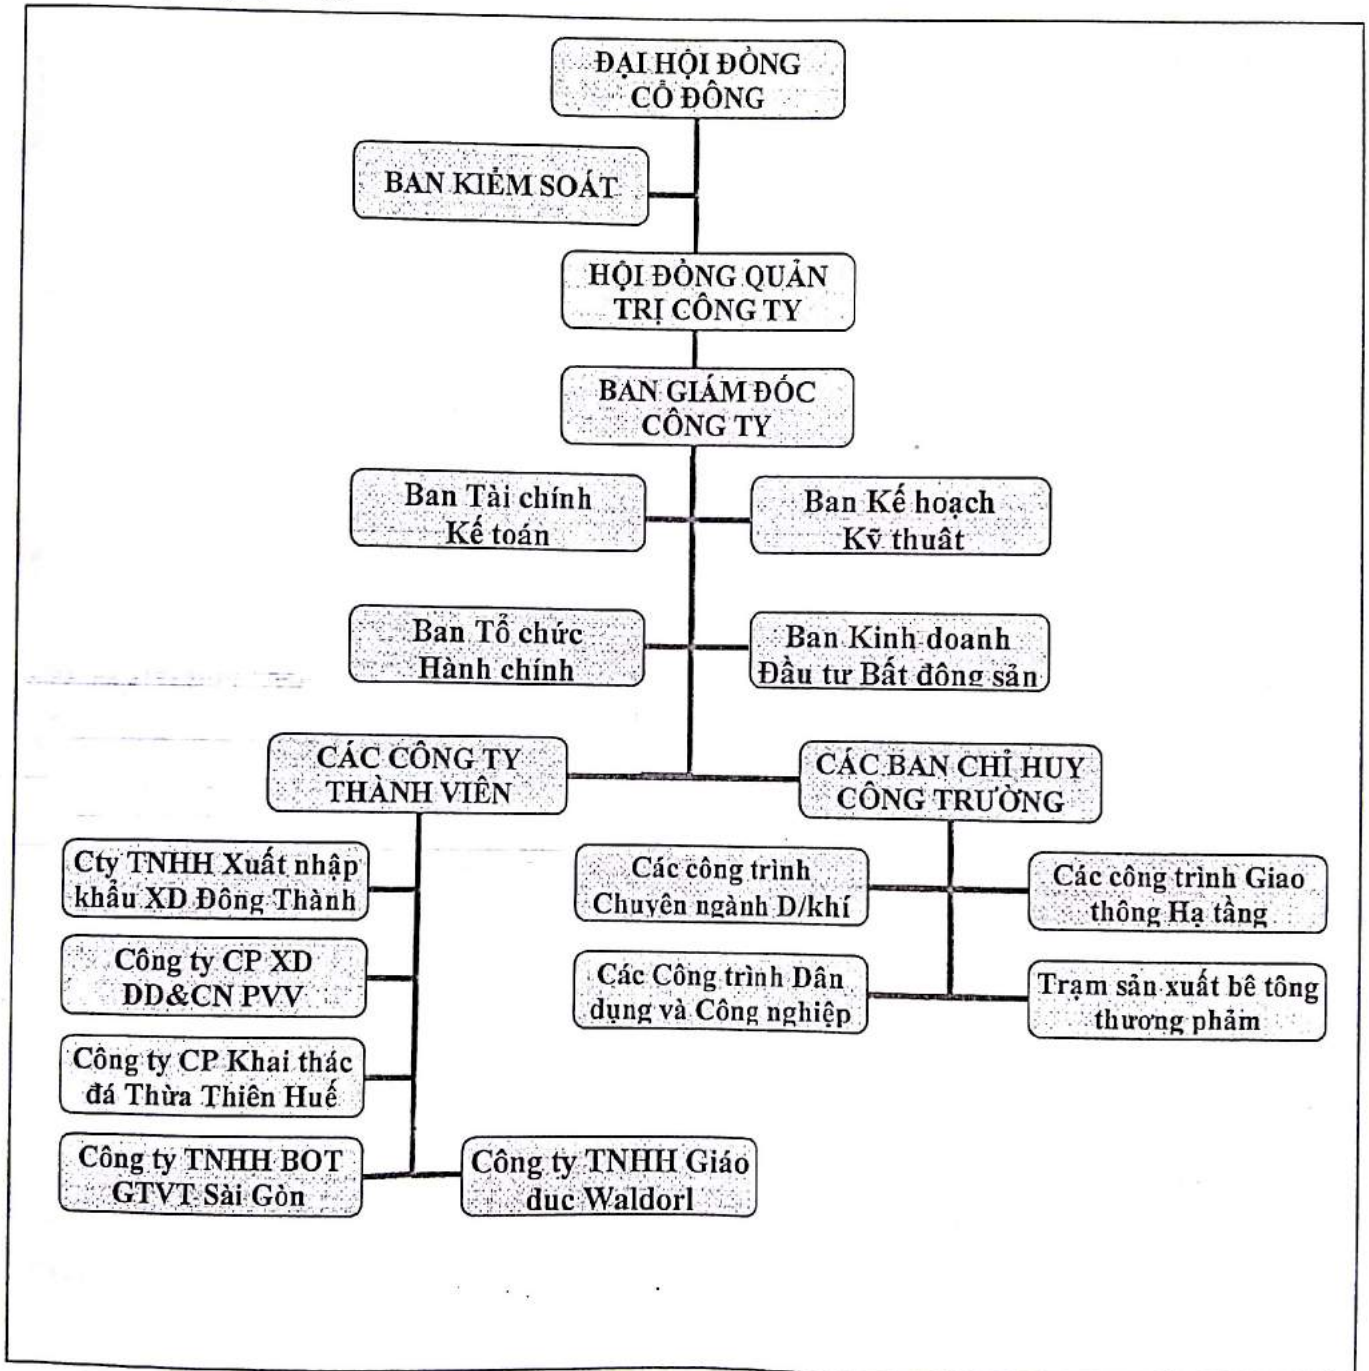 ĐẠI HỘI ĐỒNG
CỔ ĐÔNG
BAN KIỂM SOÁT
HỘI ĐỒNG QUẢN
TRỊ CÔNG TY
BAN GIÁM ĐỐC
CÔNG TY
Ban Tài chính
Kế toán
Ban Kế hoạch
Kỹ thuât
Ban Tổ chức
Hành chính
Ban Kinh doanh
Đầu tư Bất đông sản
CÁC CÔNG TY
THÀNH VIÊN
CÁC BAN CHỈ HUY
CÔNG TRƯỜNG
Cty TNHH Xuất nhập
khẩu XD Đông Thành
Công ty CP XD
DD&CN PVV
Công ty CP Khai thác
đá Thừa Thiên Huế
Công ty TNHH BOT
GTVT Sài Gòn
Công ty TNHH Giáo
duc Waldorl
Các công trình
Chuyên ngành D/khí
Các công trình Giao
thông Hạ tầng
Các Công trình Dân
dụng và Công nghiệp
Trạm sản xuất bê tông
thương phẩm